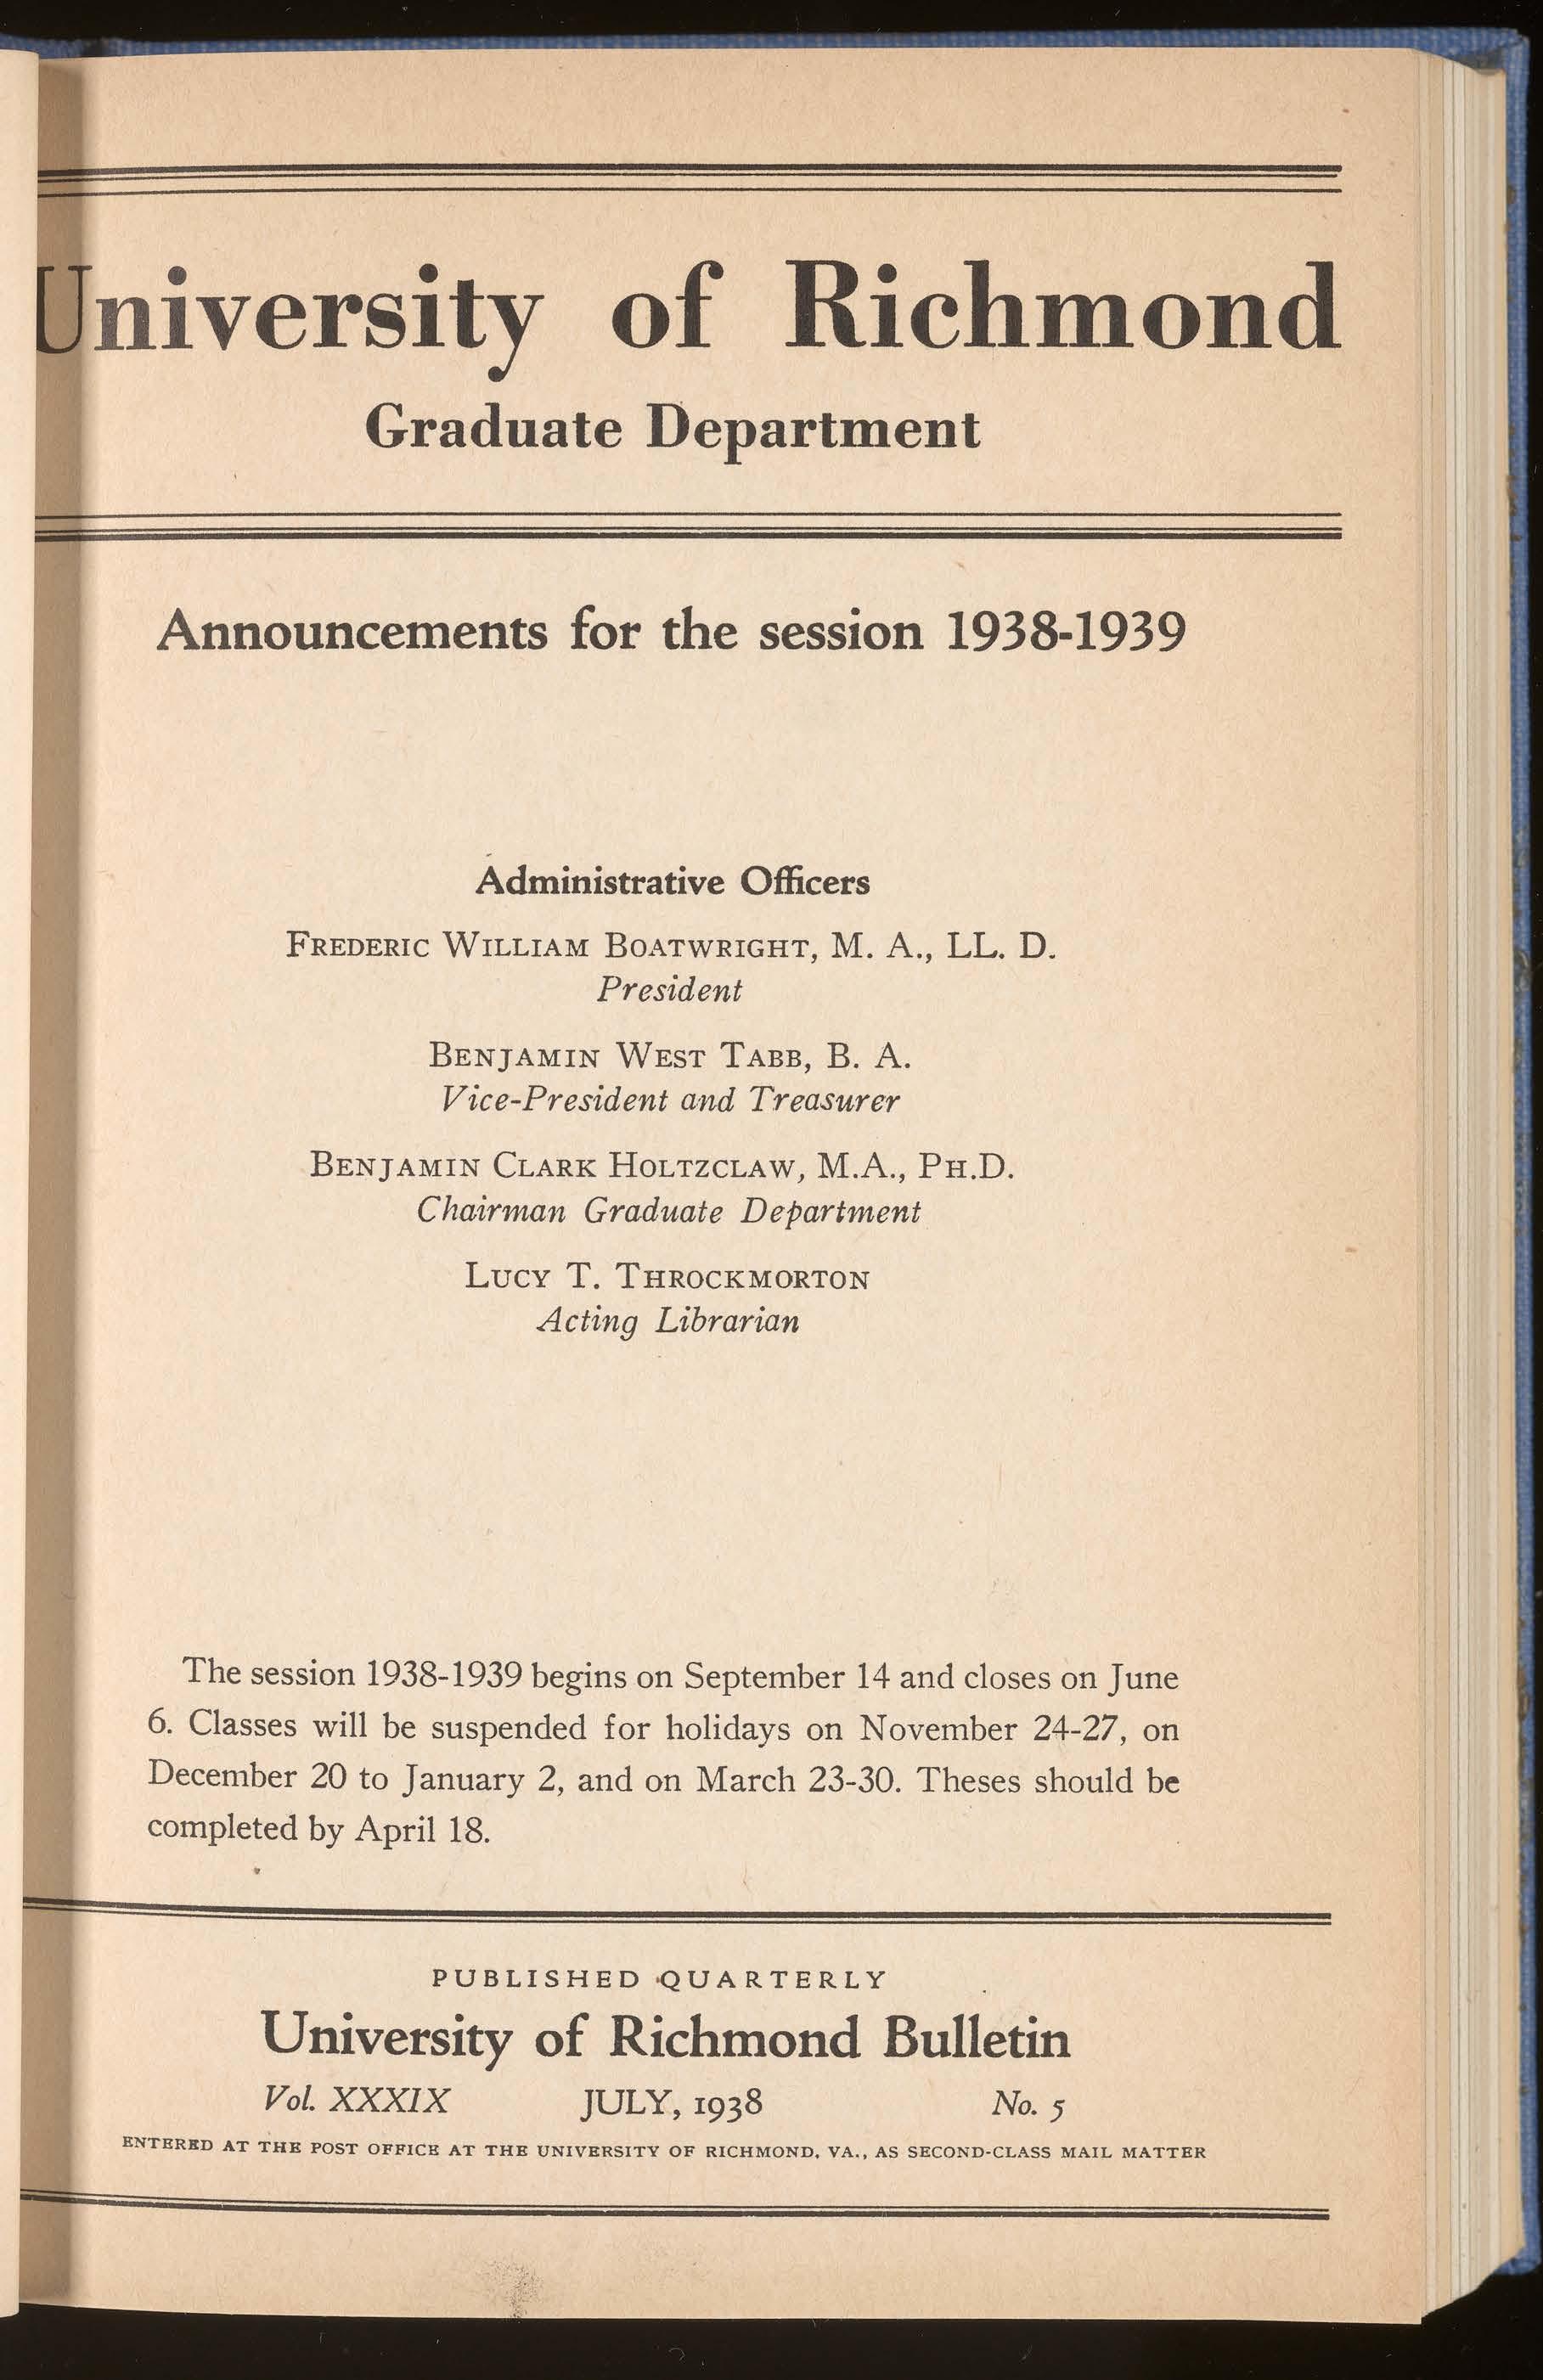 University of Richmond
Graduate Department
Announcements for the session 1938-1939
Administrative Officers
FREDERIC WILLIAM BOATWRIGHT, M. A., LL. D.
President
BENJAMIN WEST TABB, B. A.
Vice-President and Treasurer
BENJAMIN CLARK HOLTZCLAW, M.A., PH.D.
Chairman Graduate Department
LUCY T. THROCKMORTON
Acting Librarian
The session 1938-1939 begins on September 14 and closes on June
6. Classes will be suspended for holidays on November 24-27, on
December 20 to January 2, and on March 23-30. Theses should be
completed by April 18.
PUBLISHED QUARTERLY
University of Richmond Bulletin
Vol. XXXIX JULY, 1938 No. 5
ENTERED AT THE POST OFFICE AT THE UNIVERSITY OF RICHMOND, VA., AS SECOND-CLASS MAIL MATTER